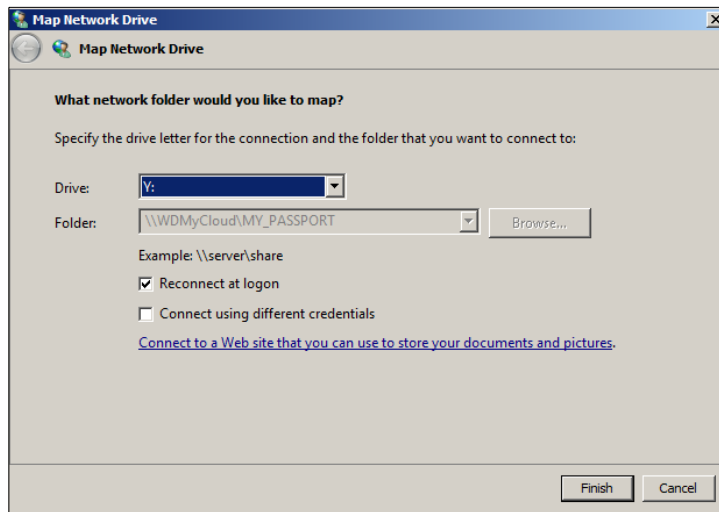 Map Network Drive
Map Network Drive
What network folder would you like to map?
Specify the drive letter for the connection and the folder that you want to connect to:
Drive: Y:
Folder: \\WDMyCloud\MY_PASSPORT Browse...
Example: \\server\share
Reconnect at logon
Connect using different credentials
Connect to a Web site that you can use to store your documents and pictures.
Finish Cancel